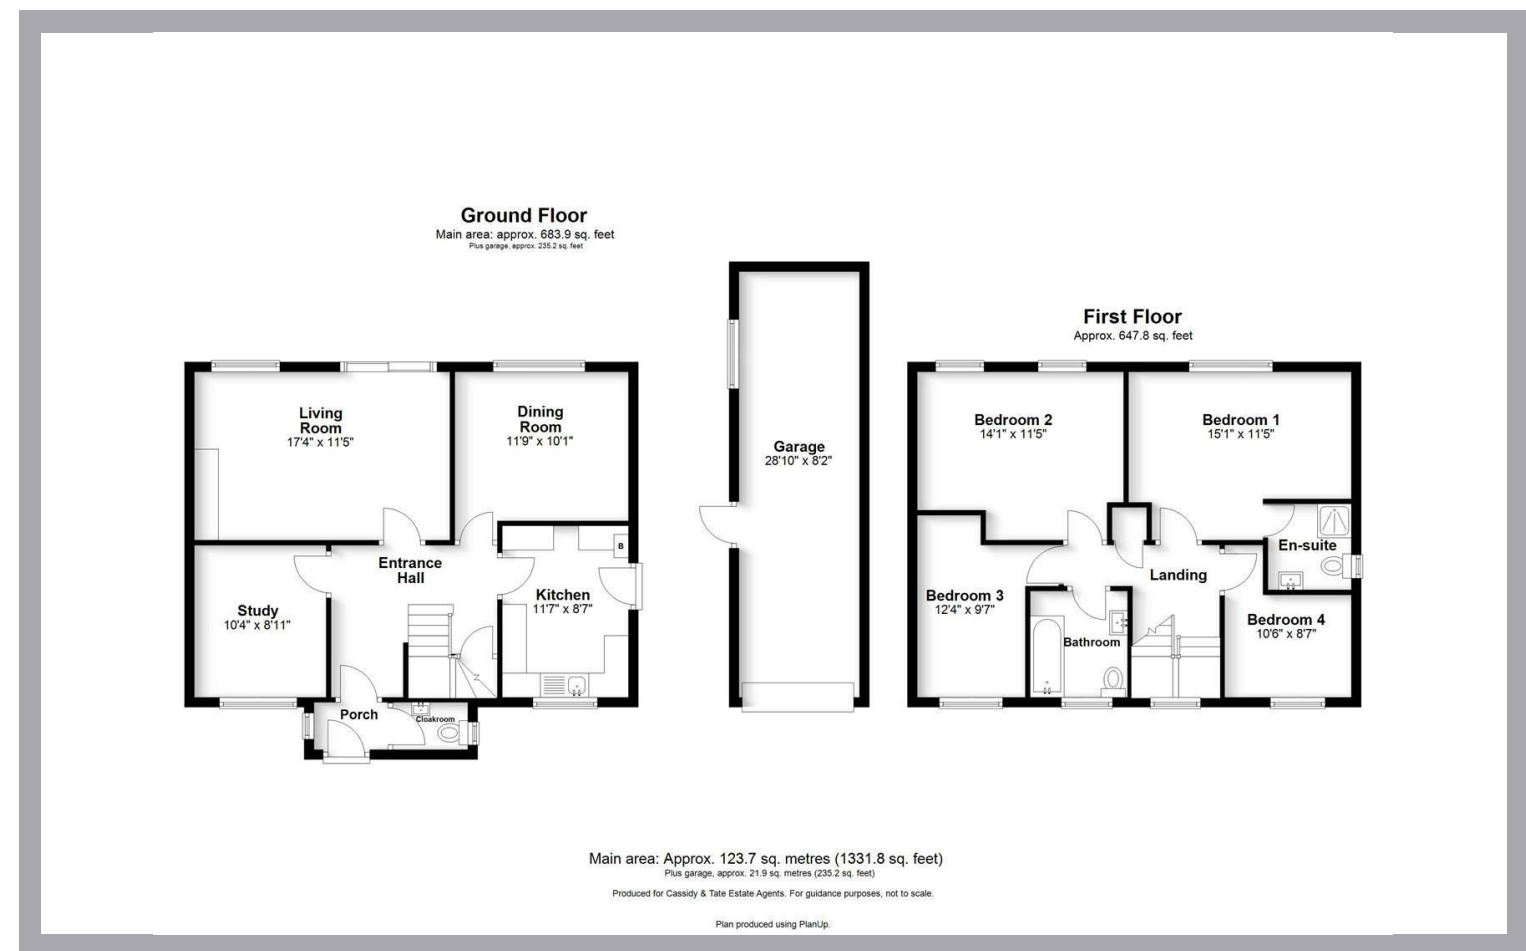 Ground Floor
Main area: approx. 683.9 sq. feet
Plus garage, approx. 235.2 sq. feet
First Floor
Approx. 647.8 sq. feet
Living
Room
17'4" x 11'5"
Dining
Room
11'9" x 10'1"
Garage
28'10" x 8'2"
Bedroom 2
14'1" x 11'5"
Bedroom 1
15'1" x 11'5"
Entrance
Hall
B
Kitchen
11'7" x 8'7"
Study
10'4" x 8'11"
Porch
Cloakroom
En-suite
Landing
Bedroom 3
12'4" x 9'7"
Bathroom
Bedroom 4
10'6" x 8'7"
Main area: Approx. 123.7 sq. metres (1331.8 sq. feet)
Plus garage, approx. 21.9 sq. metres (235.2 sq. feet)
Produced for Cassidy & Tate Estate Agents. For guidance purposes, not to scale.
Plan produced using PlanUp.